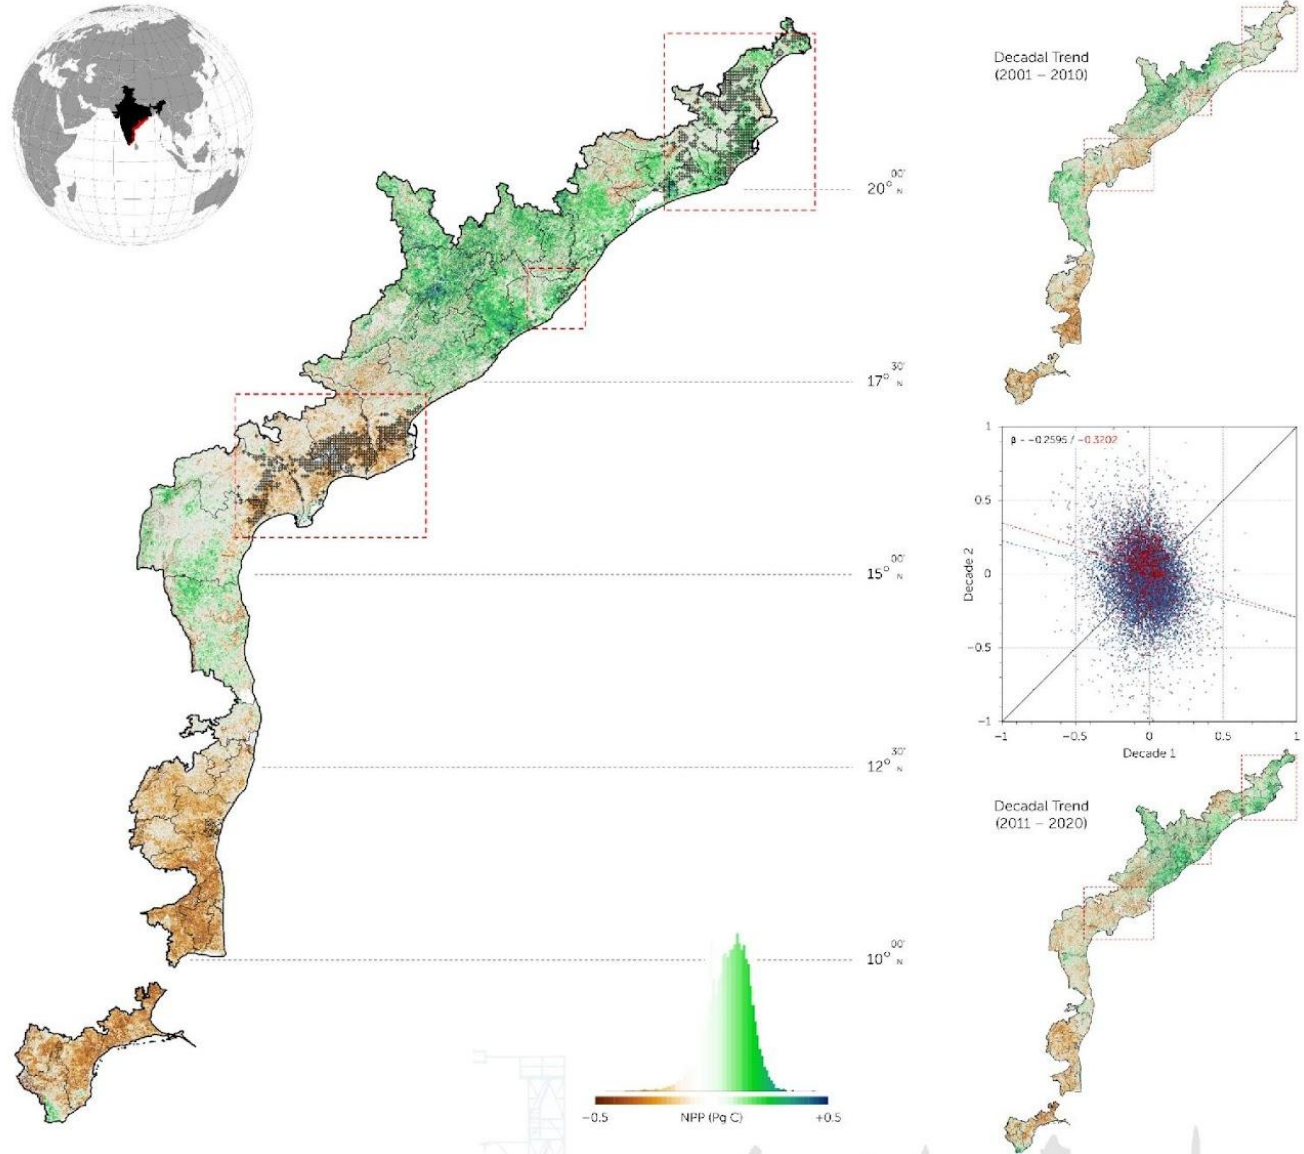 Decadal Trend
(2001 – 2010)
20° 00' N
17° 30' N
β - -0.2595 / -0.3202
1
0.5
0
-0.5
-1
Decade 2
-1 -0.5 0 0.5 1
Decade 1
15° 00' N
12° 30' N
Decadal Trend
(2011 – 2020)
10° 00' N
-0.5 NPP (Pg C) +0.5